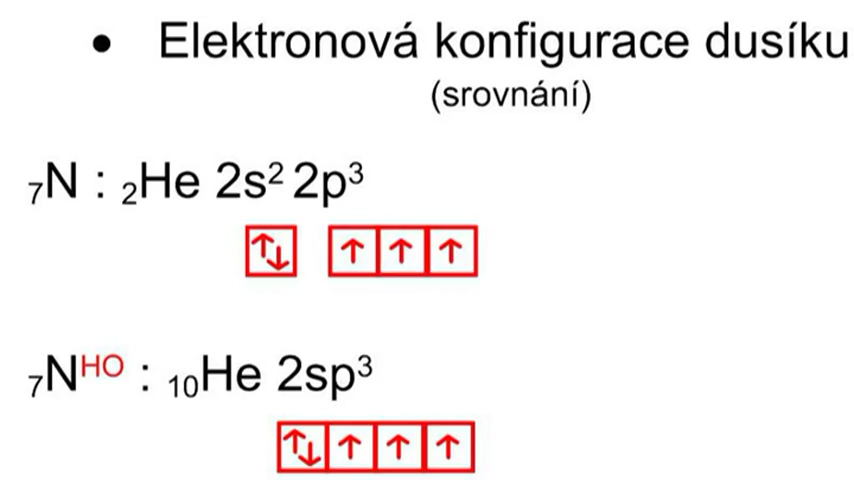 • Elektronová konfigurace dusíku
(srovnání)
₇N : ₂He 2s² 2p³
↑↓ ↑ ↑ ↑
₇Nᴴᴼ : ₁₀He 2sp³
↑↓ ↑ ↑ ↑